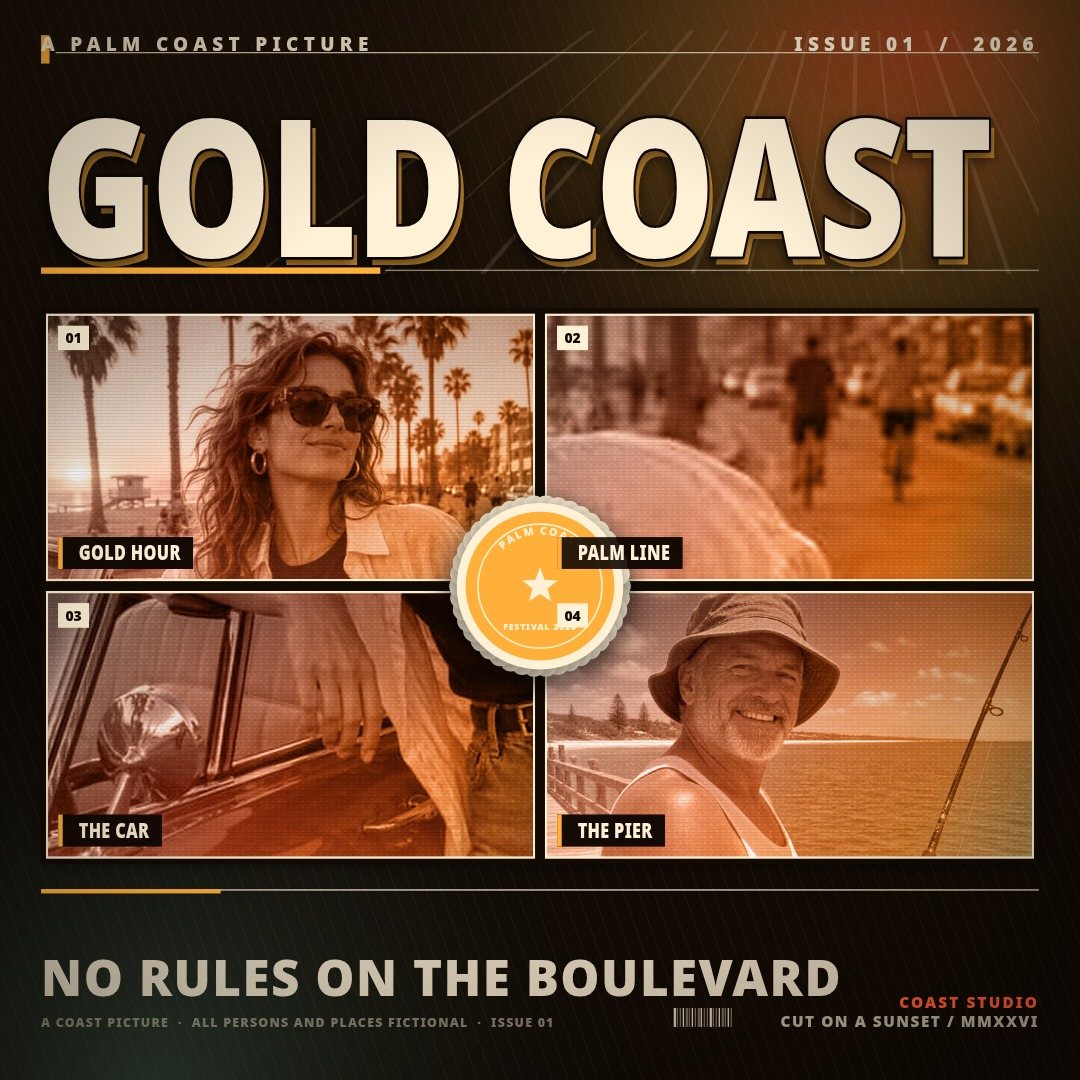 A PALM COAST PICTURE
ISSUE 01 / 2026
GOLD COAST
01
02
GOLD HOUR
PALM LINE
PALM
FESTIVAL
03
04
THE CAR
THE PIER
NO RULES ON THE BOULEVARD
COAST STUDIO
A COAST PICTURE · ALL PERSONS AND PLACES FICTIONAL · ISSUE 01
CUT ON A SUNSET / MMXXVI